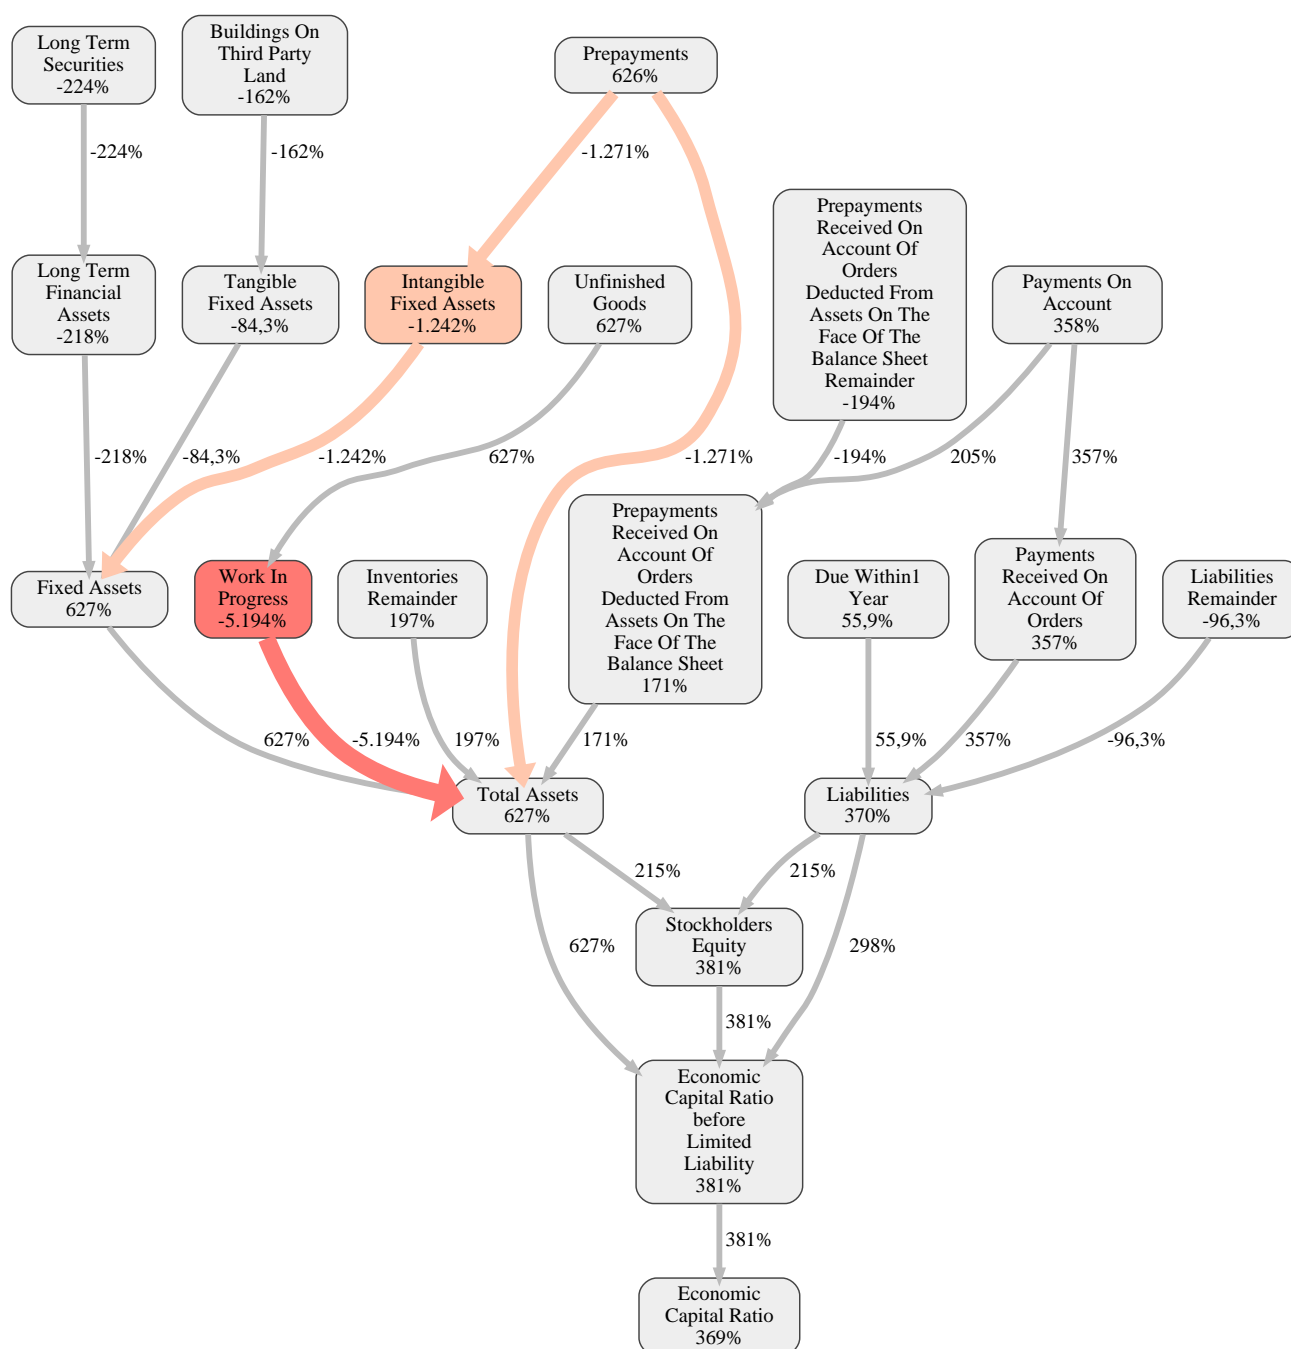 Long Term
Securities
-224%
Buildings On
Third Party
Land
-162%
Prepayments
626%
-224%
-162%
-1.271%
Prepayments
Received On
Account Of
Orders
Deducted From
Assets On The
Face Of The
Balance Sheet
Remainder
-194%
Long Term
Financial
Assets
-218%
Tangible
Fixed Assets
-84,3%
Intangible
Fixed Assets
-1.242%
Unfinished
Goods
627%
Payments On
Account
358%
-218%
-84,3%
-1.242%
627%
-1.271%
-194%
205%
357%
Fixed Assets
627%
Work In
Progress
-5.194%
Inventories
Remainder
197%
Prepayments
Received On
Account Of
Orders
Deducted From
Assets On The
Face Of The
Balance Sheet
171%
Due Within1
Year
55,9%
Payments
Received On
Account Of
Orders
357%
Liabilities
Remainder
-96,3%
627%
-5.194%
197%
171%
55,9%
357%
-96,3%
Total Assets
627%
Liabilities
370%
215%
215%
627%
Stockholders
Equity
381%
298%
381%
Economic
Capital Ratio
before
Limited
Liability
381%
381%
Economic
Capital Ratio
369%